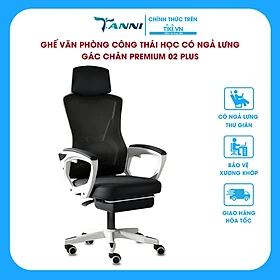 TANNI
CHÍNH THỨC TRÊN
TIKI.VN
GHẾ VĂN PHÒNG CÔNG THÁI HỌC CÓ NGẢ LƯNG
GÁC CHÂN PREMIUM 02 PLUS
CÓ NGẢ LƯNG
THƯ GIÃN
BẢO VỆ
XƯƠNG KHỚP
GIAO HÀNG
HỎA TỐC